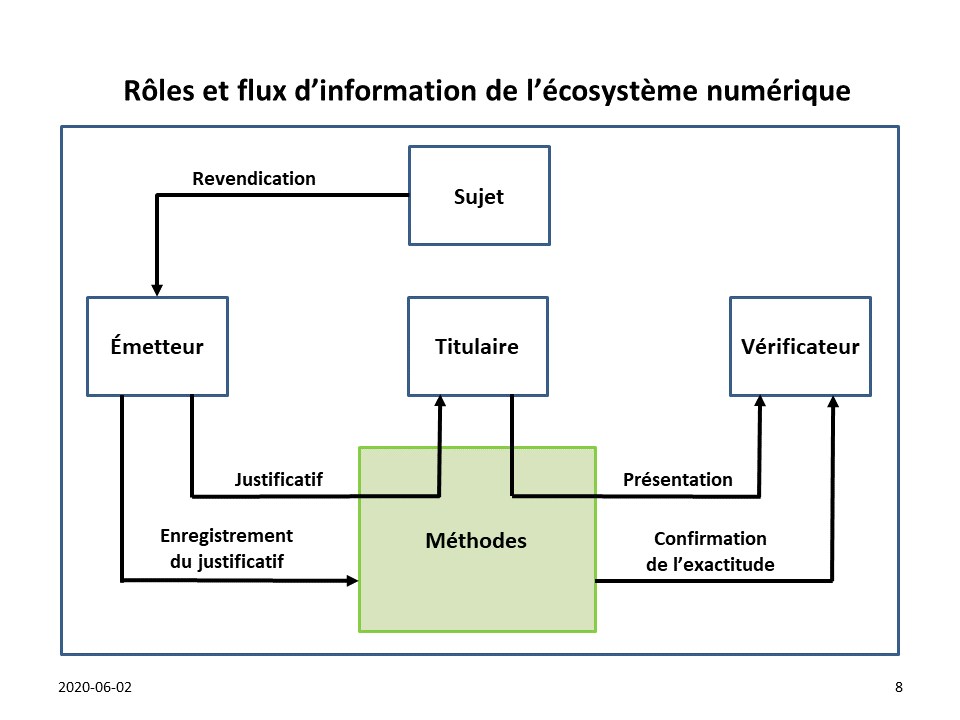 Rôles et flux d’information de l’écosystème numérique
Revendication
Sujet
Émetteur
Titulaire
Vérificateur
Justificatif
Présentation
Enregistrement
du justificatif
Méthodes
Confirmation
de l’exactitude
2020-06-02
8